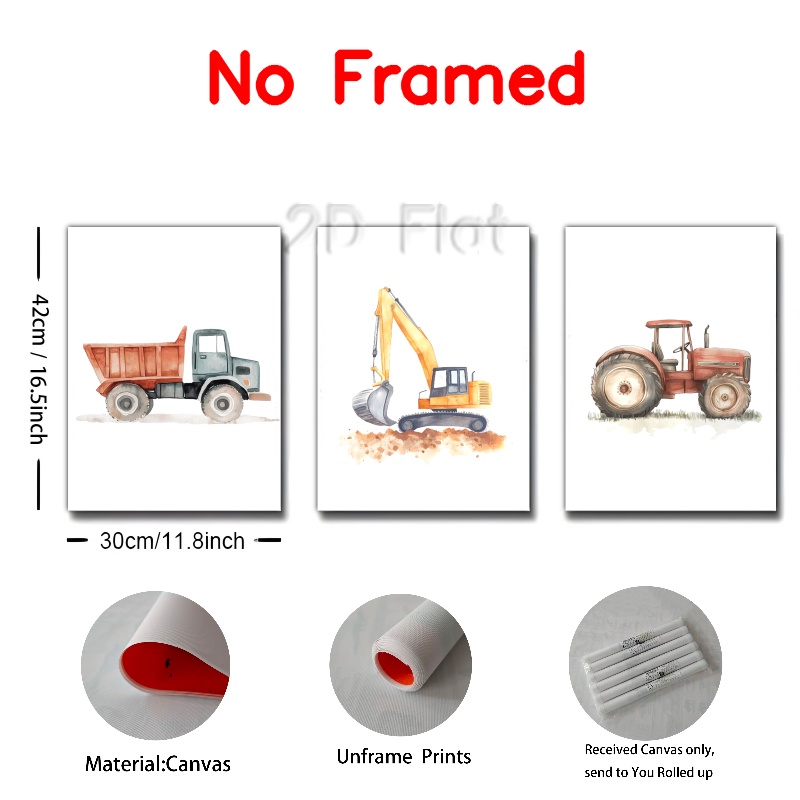 No Framed
2D Flat
42cm / 16.5inch
30cm/11.8inch
Material:Canvas
Unframe Prints
Received Canvas only,
send to You Rolled up